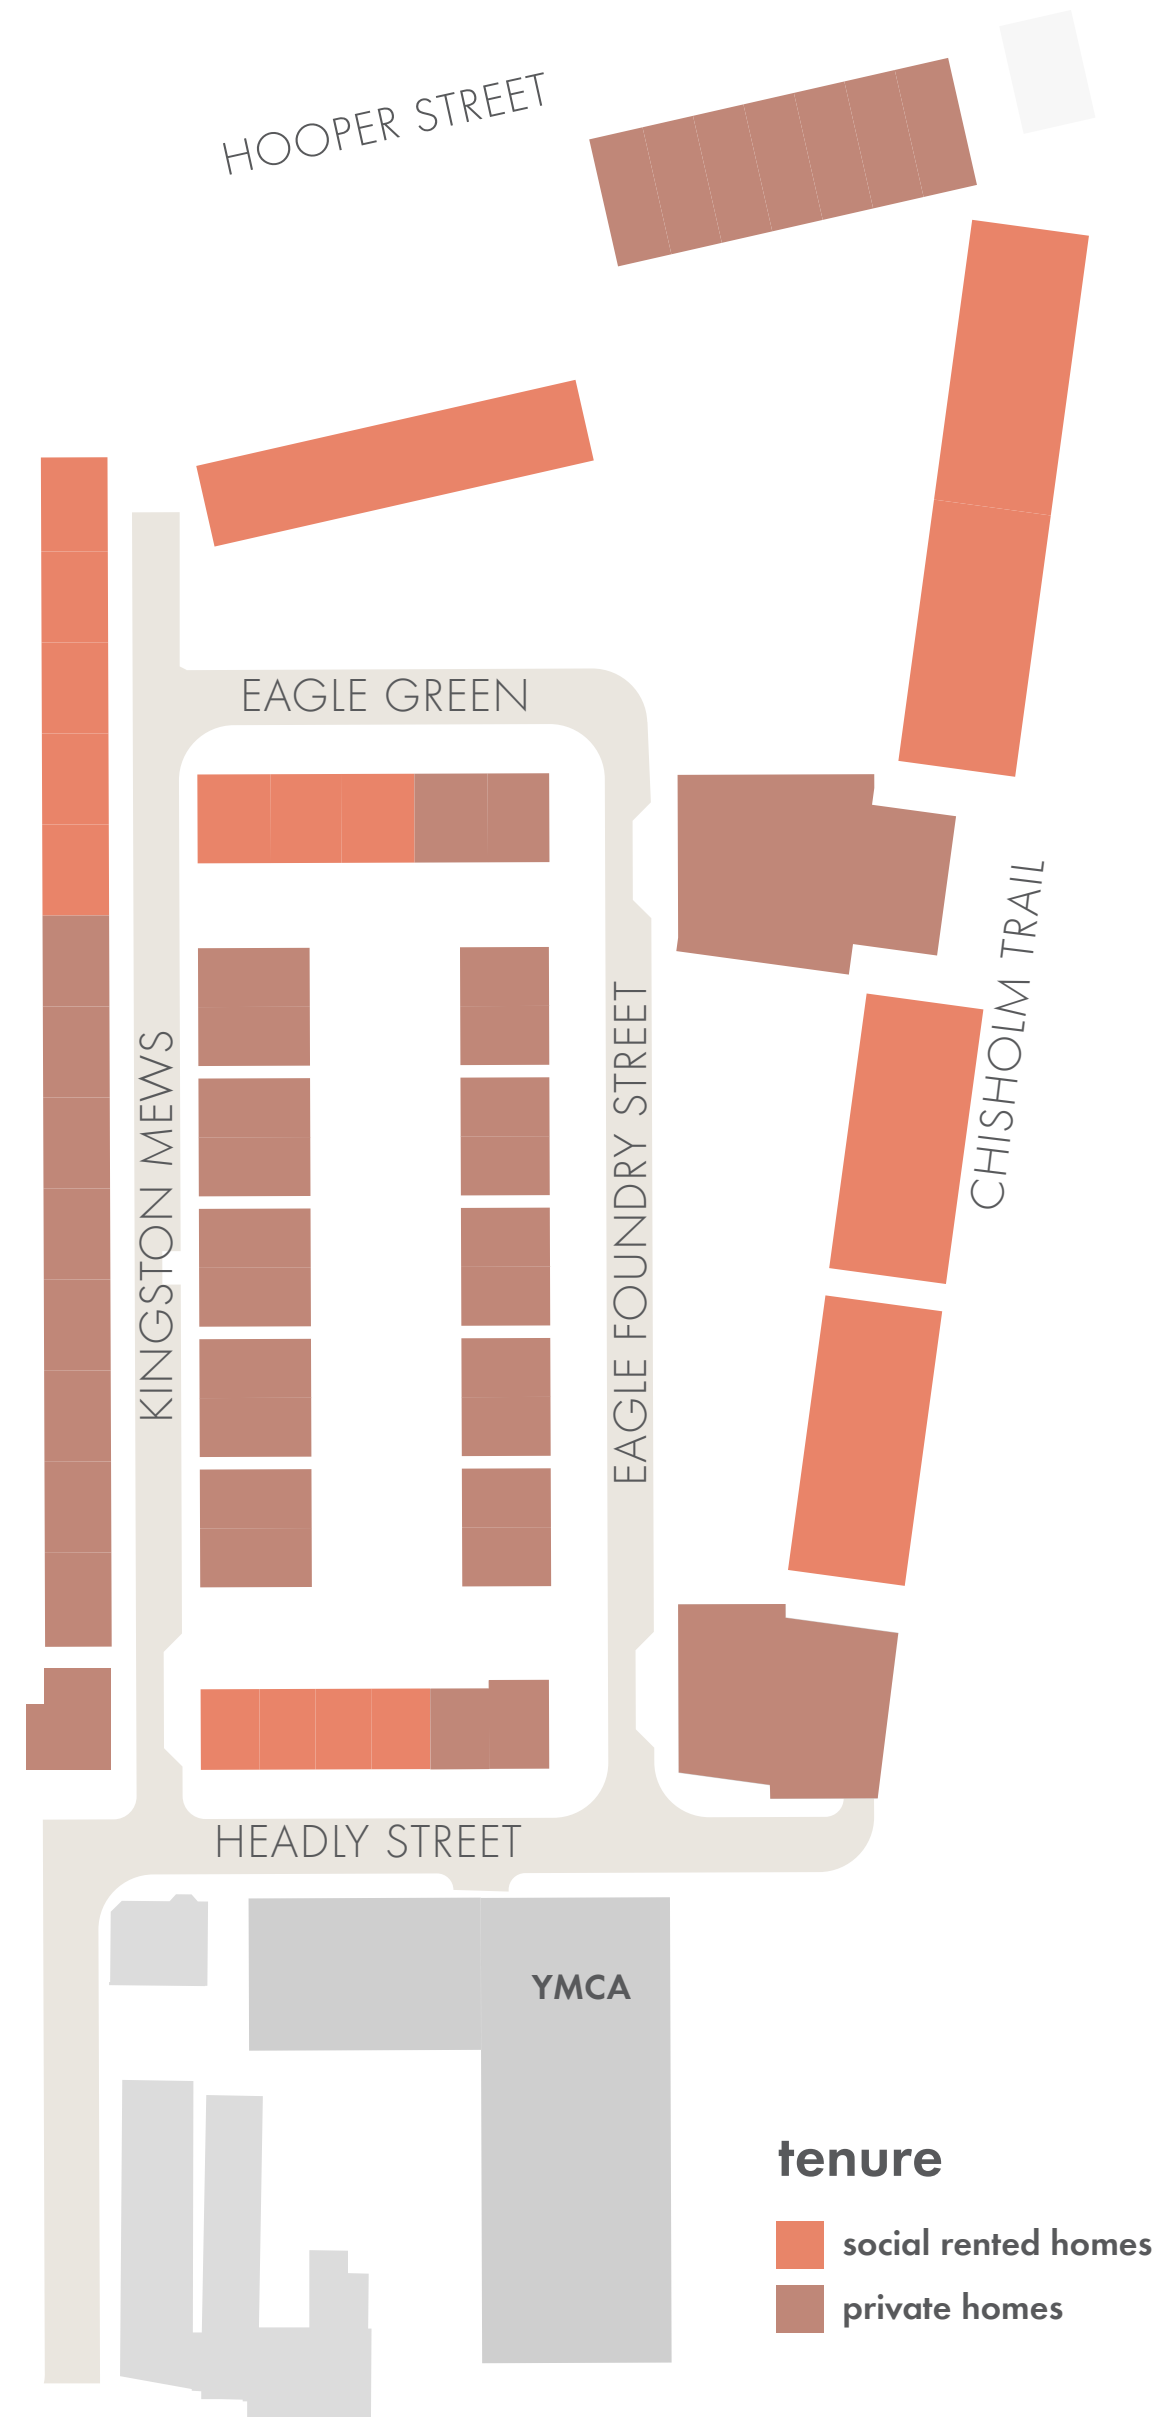 HOOPER STREET
EAGLE GREEN
CHISHOLM TRAIL
KINGSTON MEWS
EAGLE FOUNDRY STREET
HEADLY STREET
YMCA
tenure
social rented homes
private homes